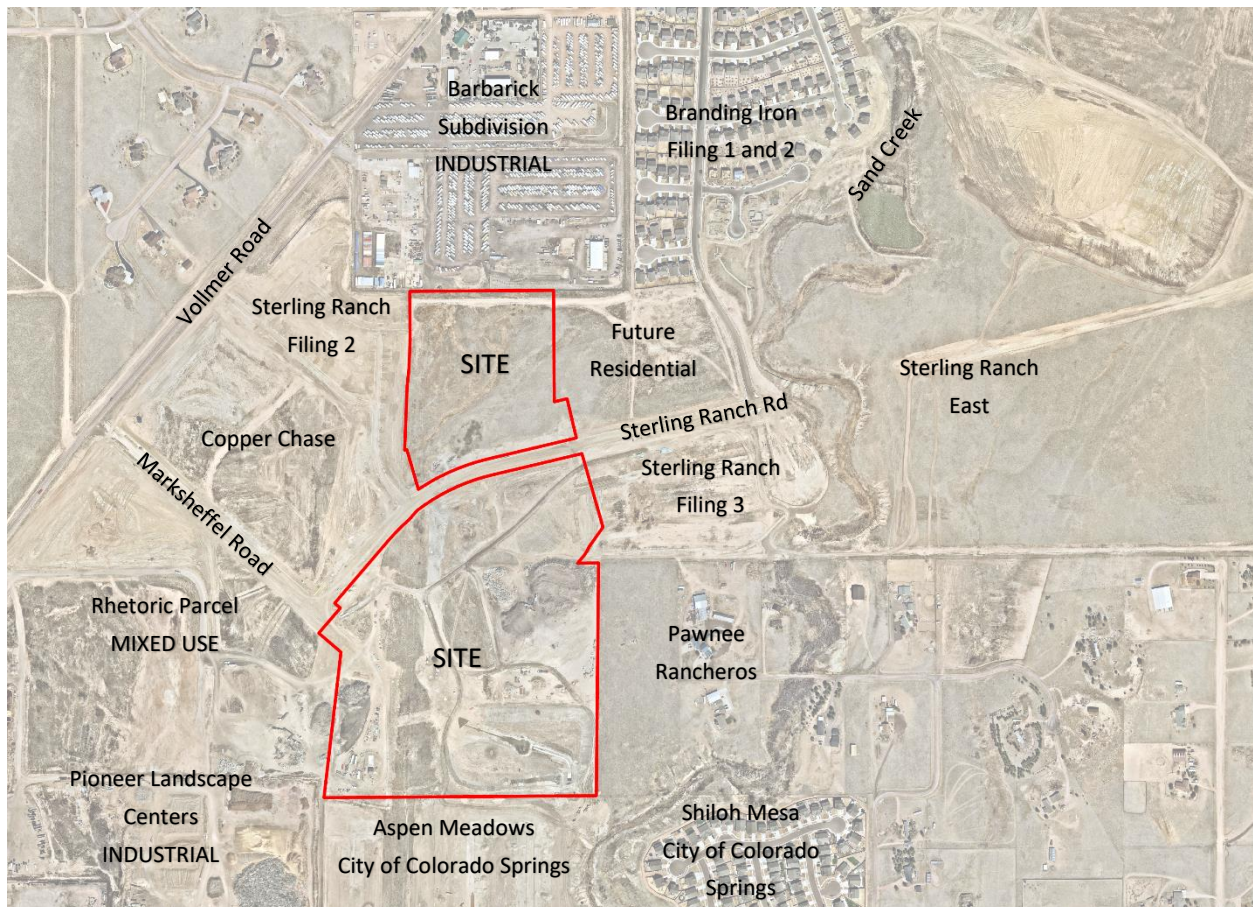 Barbarick
Subdivision
INDUSTRIAL
Branding Iron
Filing 1 and 2
Sand Creek
Vollmer Road
Sterling Ranch
Filing 2
SITE
Future
Residential
Sterling Ranch
East
Sterling Ranch Rd
Copper Chase
Sterling Ranch
Filing 3
Marksheffel Road
Rhetoric Parcel
MIXED USE
SITE
Pawnee
Rancheros
Pioneer Landscape
Centers
INDUSTRIAL
Aspen Meadows
City of Colorado Springs
Shiloh Mesa
City of Colorado
Springs